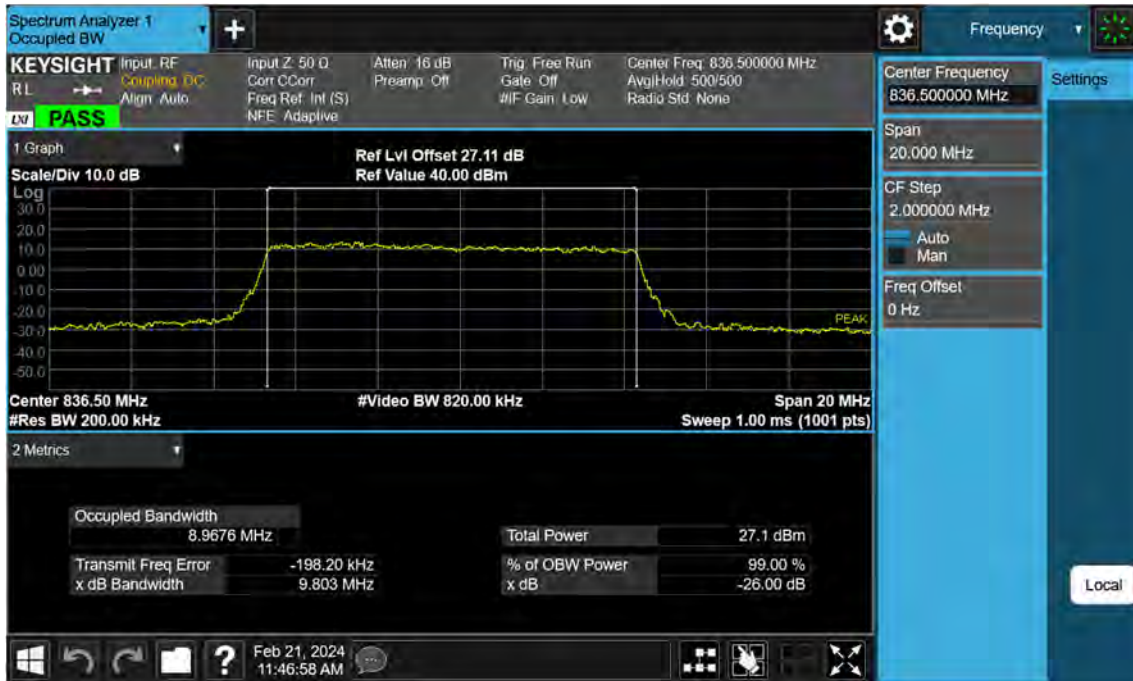 Spectrum Analyzer 1
Occupied BW
+
Frequency
KEYSIGHT
RL
LXI PASS
Input: RF
Coupling: DC
Align: Auto
Input Z: 50 Ω
Corr CCorr
Freq Ref: Int (S)
NFE: Adaptive
Atten: 16 dB
Preamp: Off
Trig: Free Run
Gate: Off
#IF Gain: Low
Center Freq: 836.500000 MHz
Avg|Hold: 500/500
Radio Std: None
Center Frequency
836.500000 MHz
Settings
Span
20.000 MHz
CF Step
2.000000 MHz
Auto
Man
Freq Offset
0 Hz
1 Graph
Scale/Div 10.0 dB
Ref Lvl Offset 27.11 dB
Ref Value 40.00 dBm
Log
30.0
20.0
10.0
0.00
-10.0
-20.0
-30.0
-40.0
-50.0
PEAK
Center 836.50 MHz
#Video BW 820.00 kHz
Span 20 MHz
#Res BW 200.00 kHz
Sweep 1.00 ms (1001 pts)
2 Metrics
Occupied Bandwidth
8.9676 MHz
Total Power 27.1 dBm
Transmit Freq Error -198.20 kHz
% of OBW Power 99.00 %
x dB Bandwidth 9.803 MHz
x dB -26.00 dB
Local
?
Feb 21, 2024
11:46:58 AM